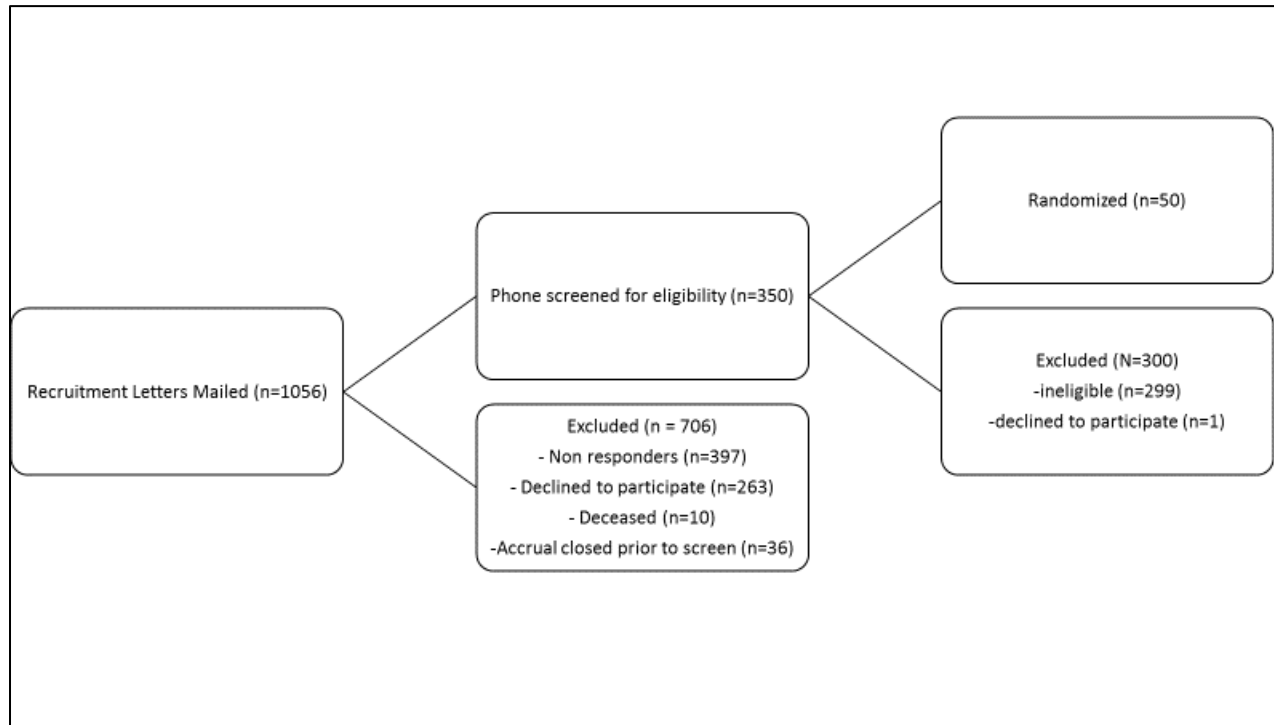 Recruitment Letters Mailed (n=1056)
Phone screened for eligibility (n=350)
Excluded (n = 706)
- Non responders (n=397)
- Declined to participate (n=263)
- Deceased (n=10)
-Accrual closed prior to screen (n=36)
Randomized (n=50)
Excluded (N=300)
-ineligible (n=299)
-declined to participate (n=1)